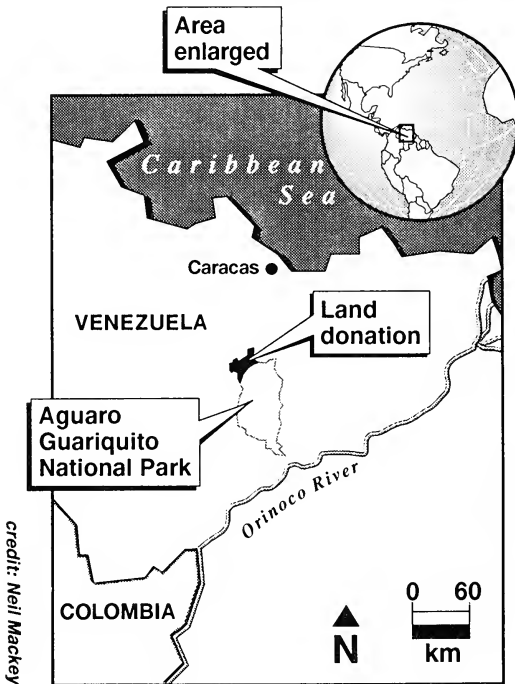 Area
enlarged
Caribbean
Sea
Caracas
VENEZUELA
Land
donation
Aguaro
Guariquito
National Park
Orinoco River
COLOMBIA
N
0 60
km
credit: Neil Mackey